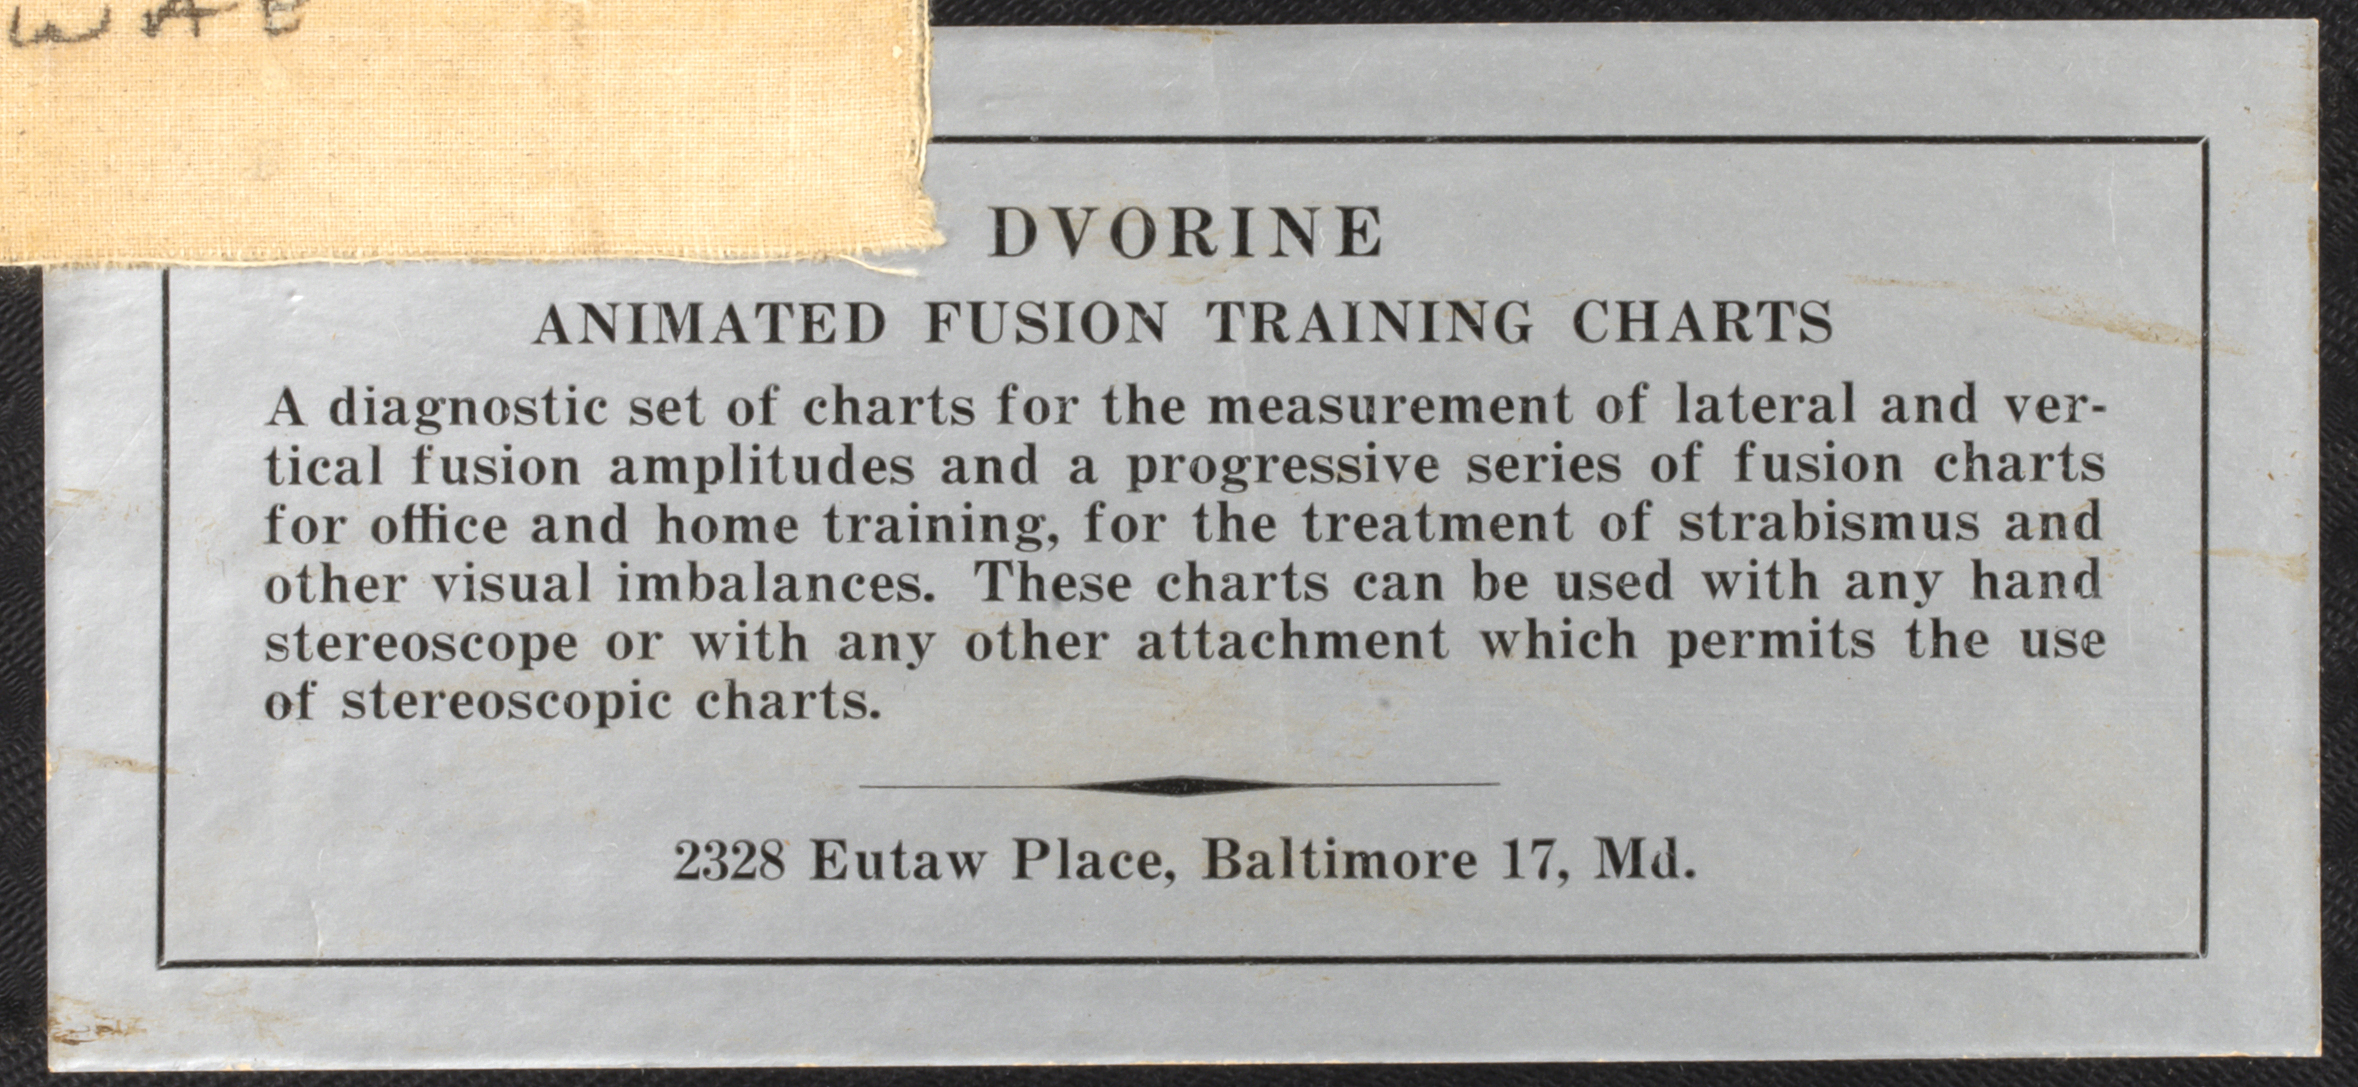 DVORINE
ANIMATED FUSION TRAINING CHARTS
A diagnostic set of charts for the measurement of lateral and ver-
tical fusion amplitudes and a progressive series of fusion charts
for office and home training, for the treatment of strabismus and
other visual imbalances. These charts can be used with any hand
stereoscope or with any other attachment which permits the use
of stereoscopic charts.
2328 Eutaw Place, Baltimore 17, Md.